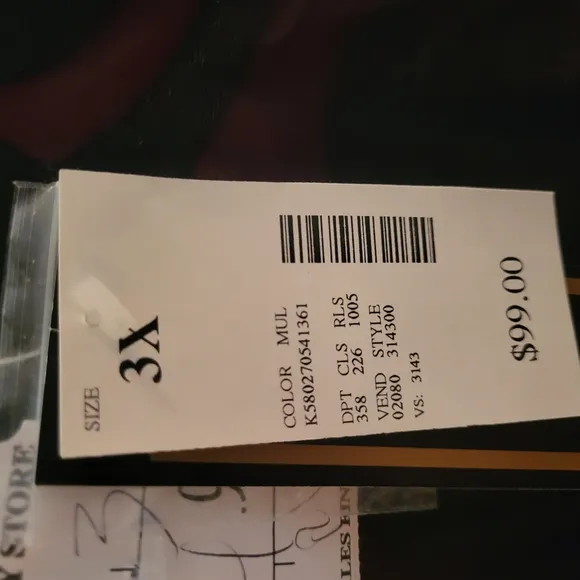 SIZE
3X
COLOR MUL
K580270541361
DPT CLS RLS
358 226 1005
VEND STYLE
02080 314300
VS: 3143
$99.00
Y STORE